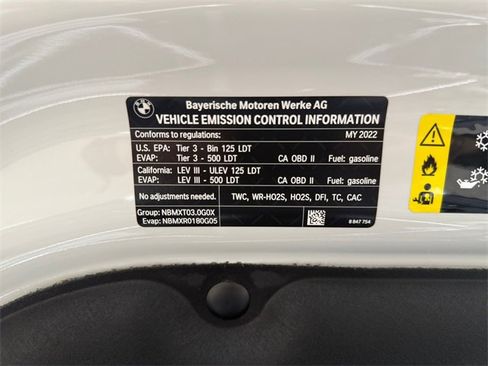 BMW
Bayerische Motoren Werke AG
VEHICLE EMISSION CONTROL INFORMATION
Conforms to regulations: MY 2022
U.S. EPA: Tier 3 - Bin 125 LDT
EVAP: Tier 3 - 500 LDT CA OBD II Fuel: gasoline
California: LEV III - ULEV 125 LDT
EVAP: LEV III - 500 LDT CA OBD II Fuel: gasoline
No adjustments needed. TWC, WR-HO2S, HO2S, DFI, TC, CAC
Group: NBMXT03.0G0X
Evap: NBMXR0180G05
8 847 754